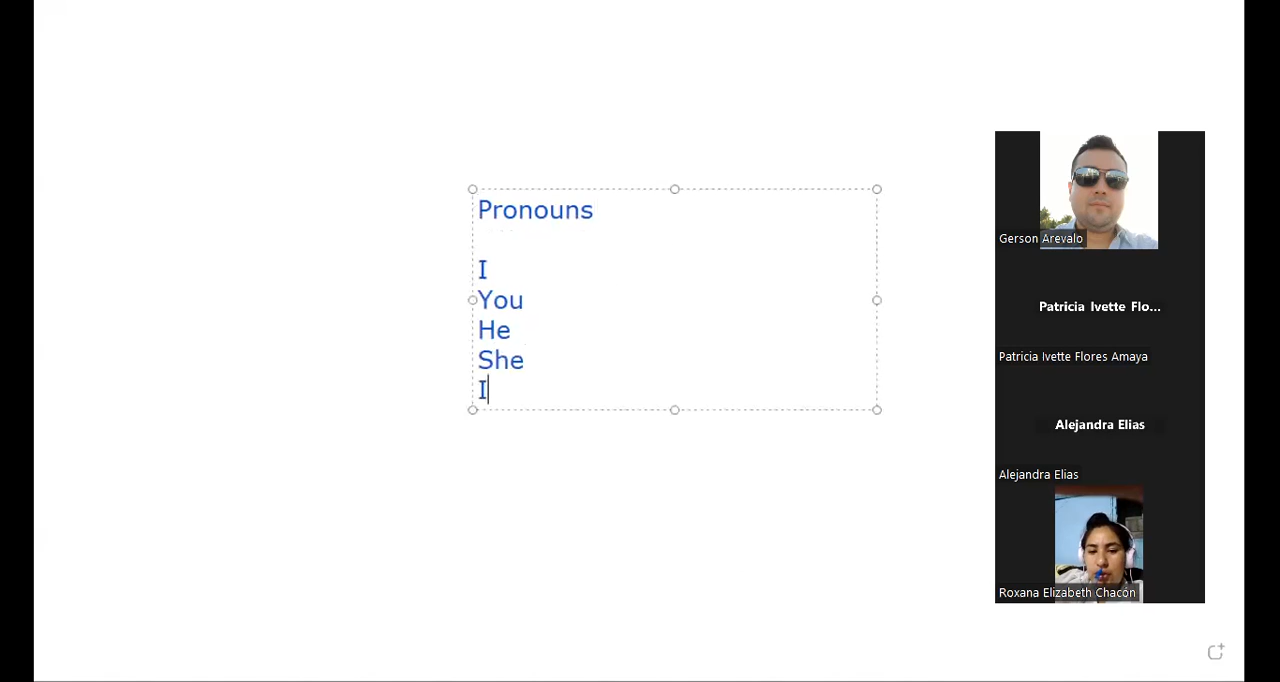 Pronouns
I
You
He
She
I
Gerson Arevalo
Patricia Ivette Flo...
Patricia Ivette Flores Amaya
Alejandra Elias
Alejandra Elias
Roxana Elizabeth Chacón